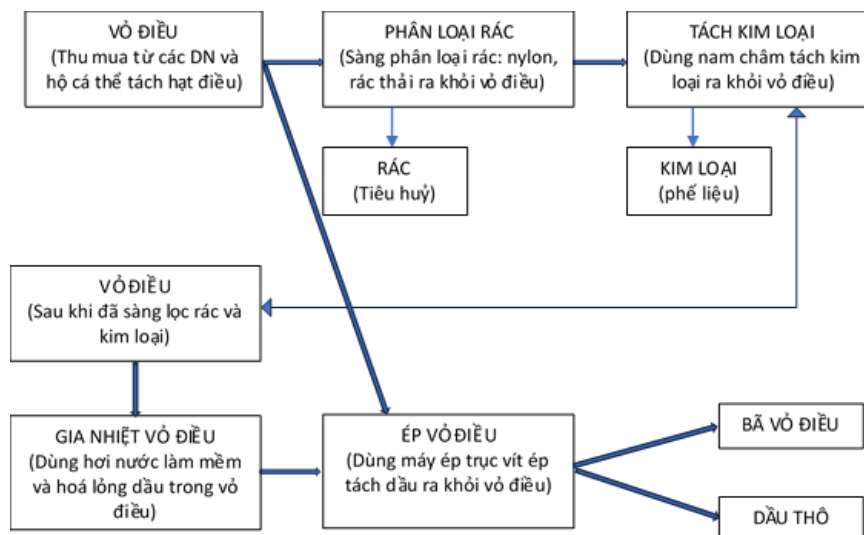 VỎ ĐIỀU
(Thu mua từ các DN và
hộ cá thể tách hạt điều)
PHÂN LOẠI RÁC
(Sàng phân loại rác: nylon,
rác thải ra khỏi vỏ điều)
TÁCH KIM LOẠI
(Dùng nam châm tách kim
loại ra khỏi vỏ điều)
RÁC
(Tiêu huỷ)
KIM LOẠI
(phế liệu)
VỎ ĐIỀU
(Sau khi đã sàng lọc rác và
kim loại)
GIA NHIỆT VỎ ĐIỀU
(Dùng hơi nước làm mềm
và hoá lỏng dầu trong vỏ
điều)
ÉP VỎ ĐIỀU
(Dùng máy ép trục vít ép
tách dầu ra khỏi vỏ điều)
BÃ VỎ ĐIỀU
DẦU THÔ